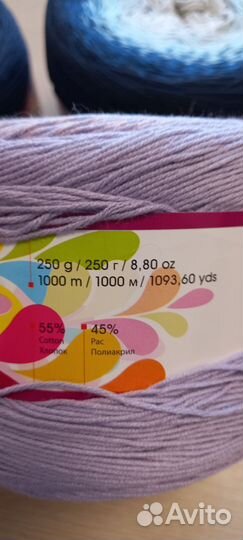 250 g / 250 г / 8,80 oz
1000 m / 1000 м / 1093,60 yds
55% 45%
Cotton Pac
Хлопок Полиакрил
Avito